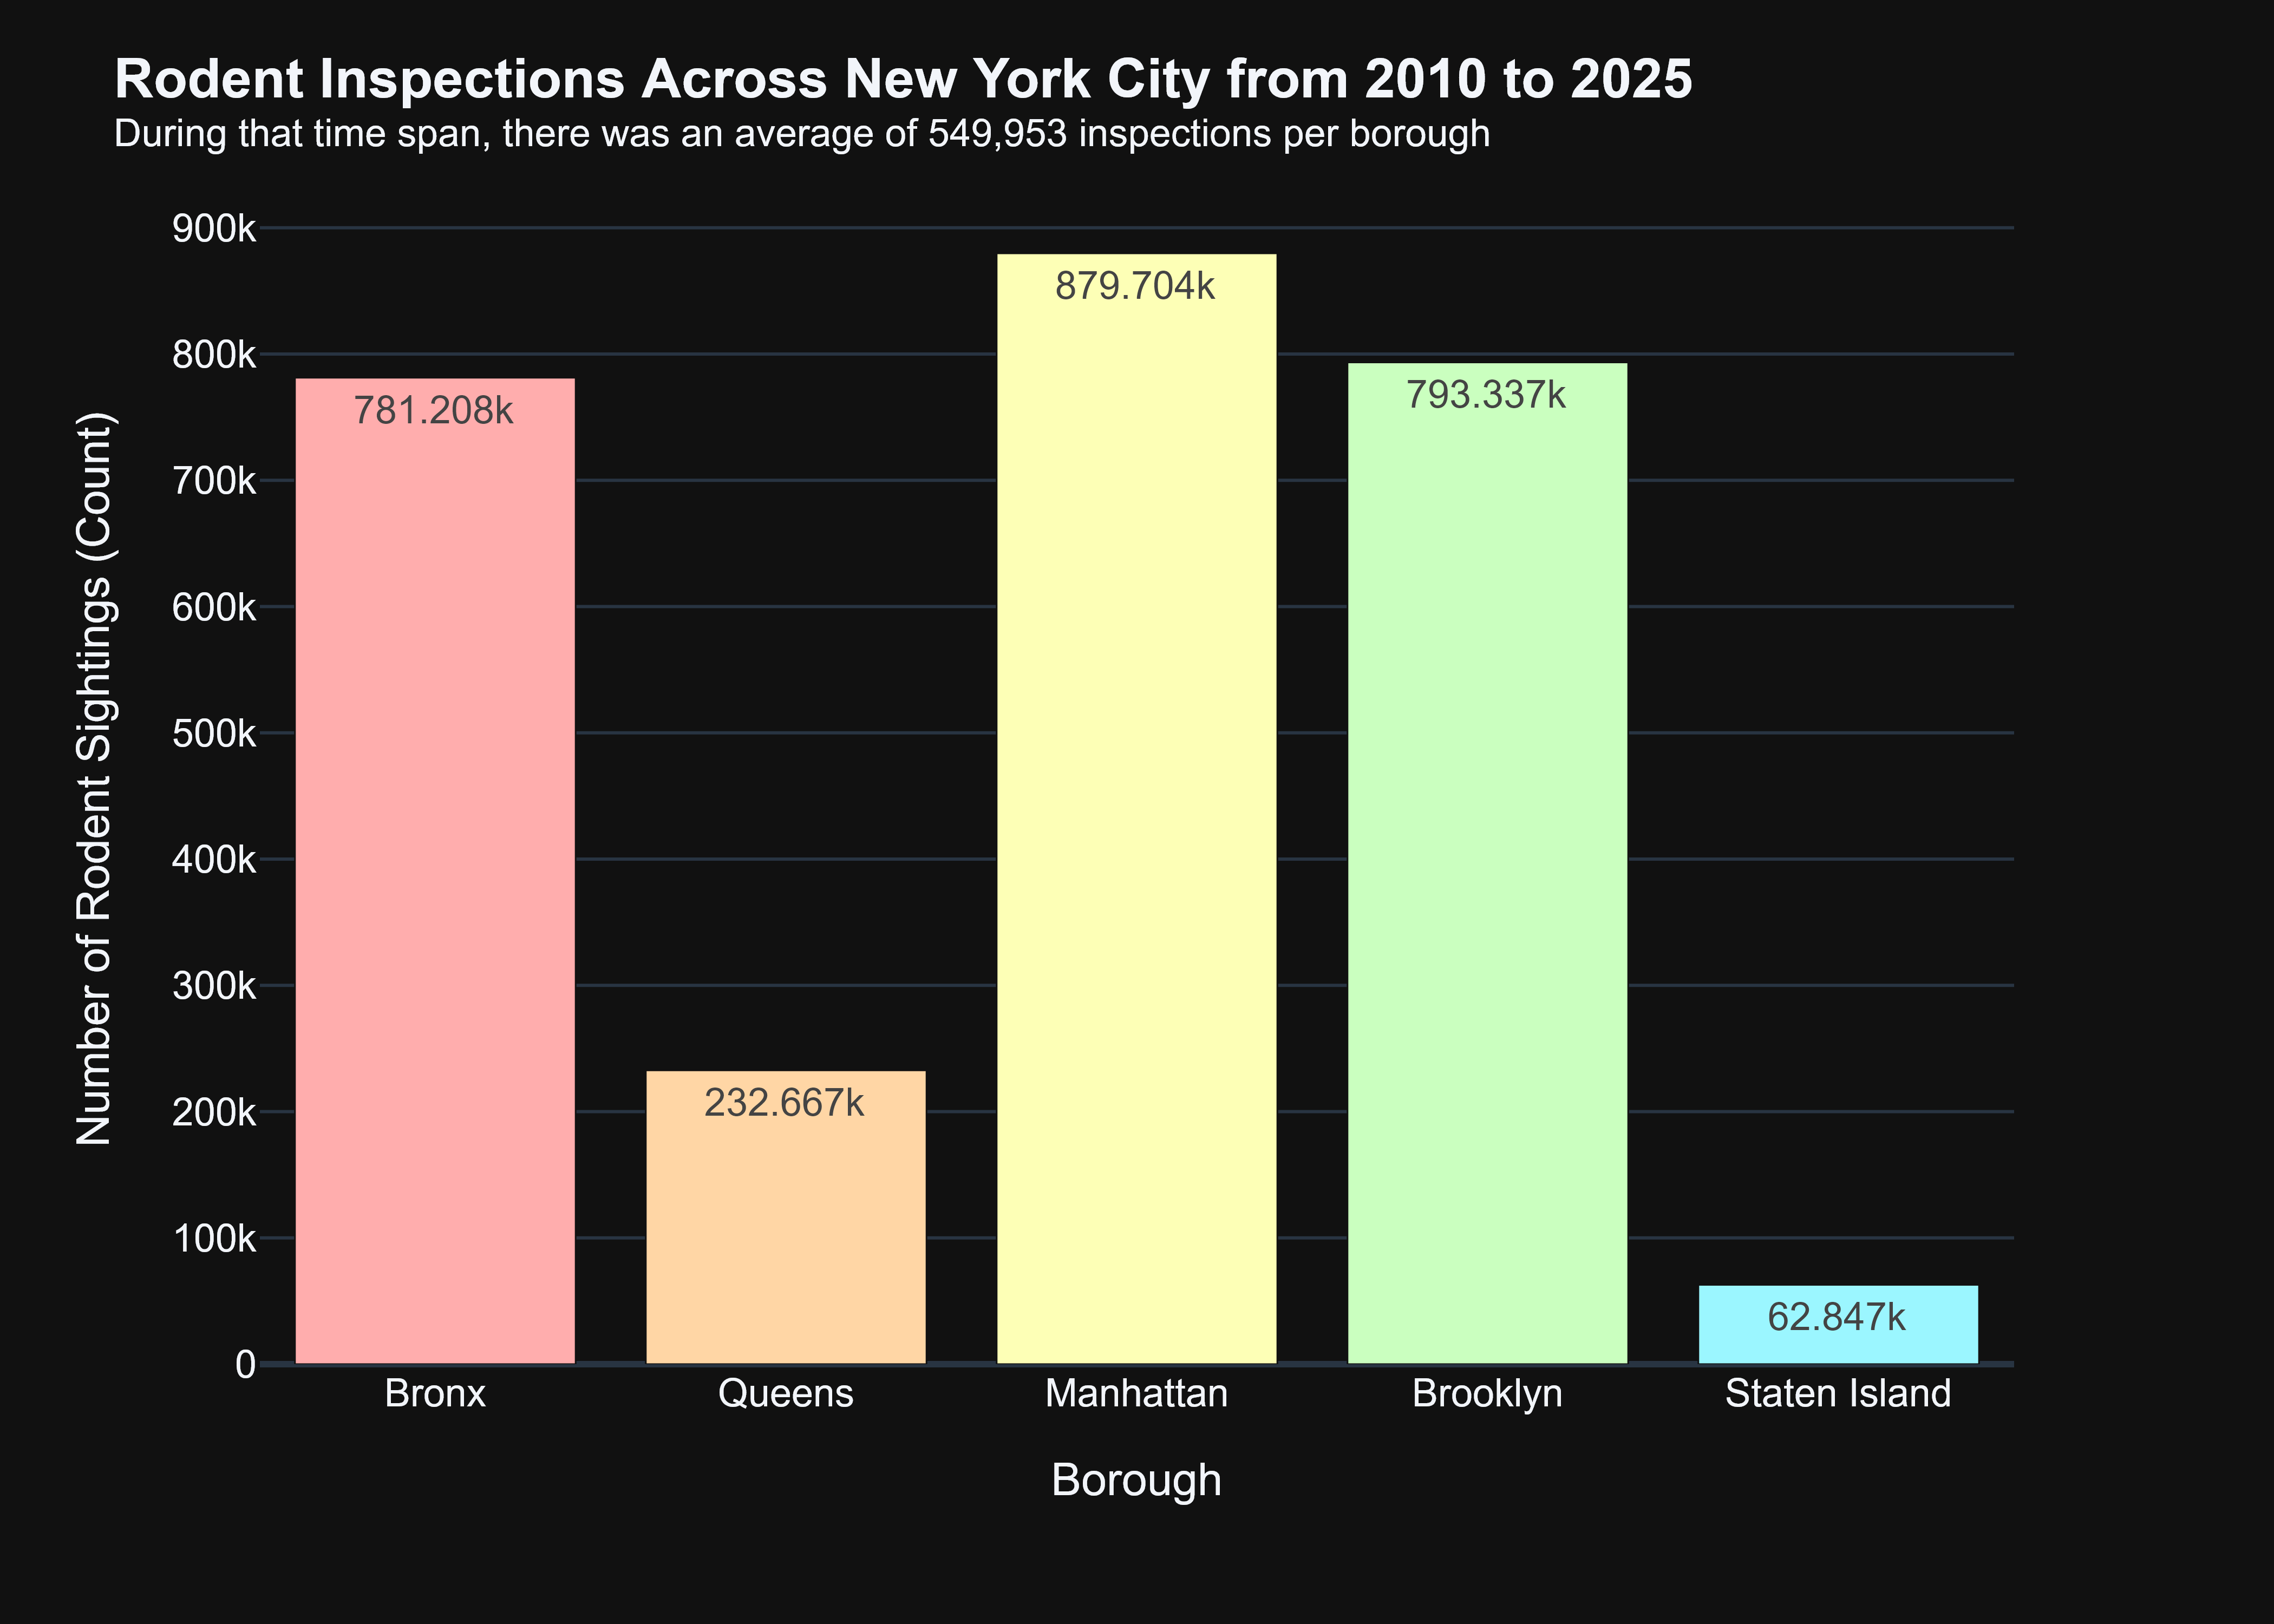 Rodent Inspections Across New York City from 2010 to 2025
During that time span, there was an average of 549,953 inspections per borough
Number of Rodent Sightings (Count)
900k
800k
700k
600k
500k
400k
300k
200k
100k
0
781.208k
232.667k
879.704k
793.337k
62.847k
Bronx
Queens
Manhattan
Brooklyn
Staten Island
Borough